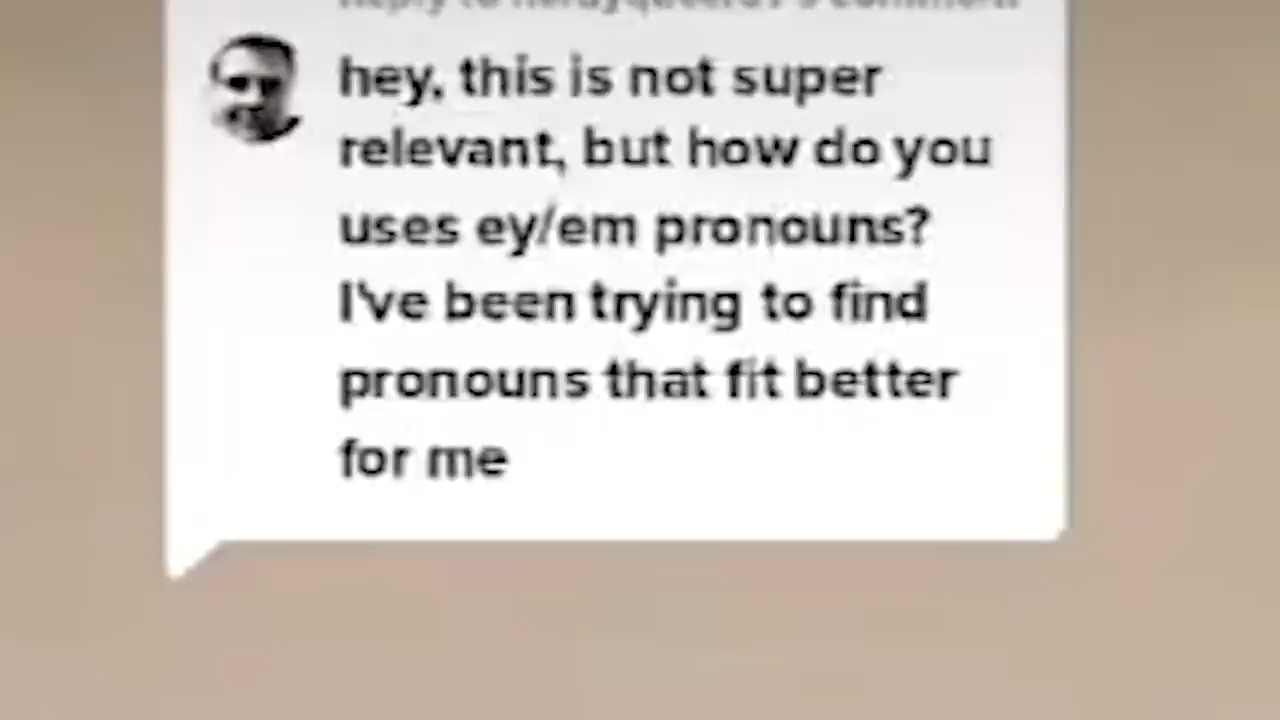 hey, this is not super
relevant, but how do you
uses ey/em pronouns?
I've been trying to find
pronouns that fit better
for me